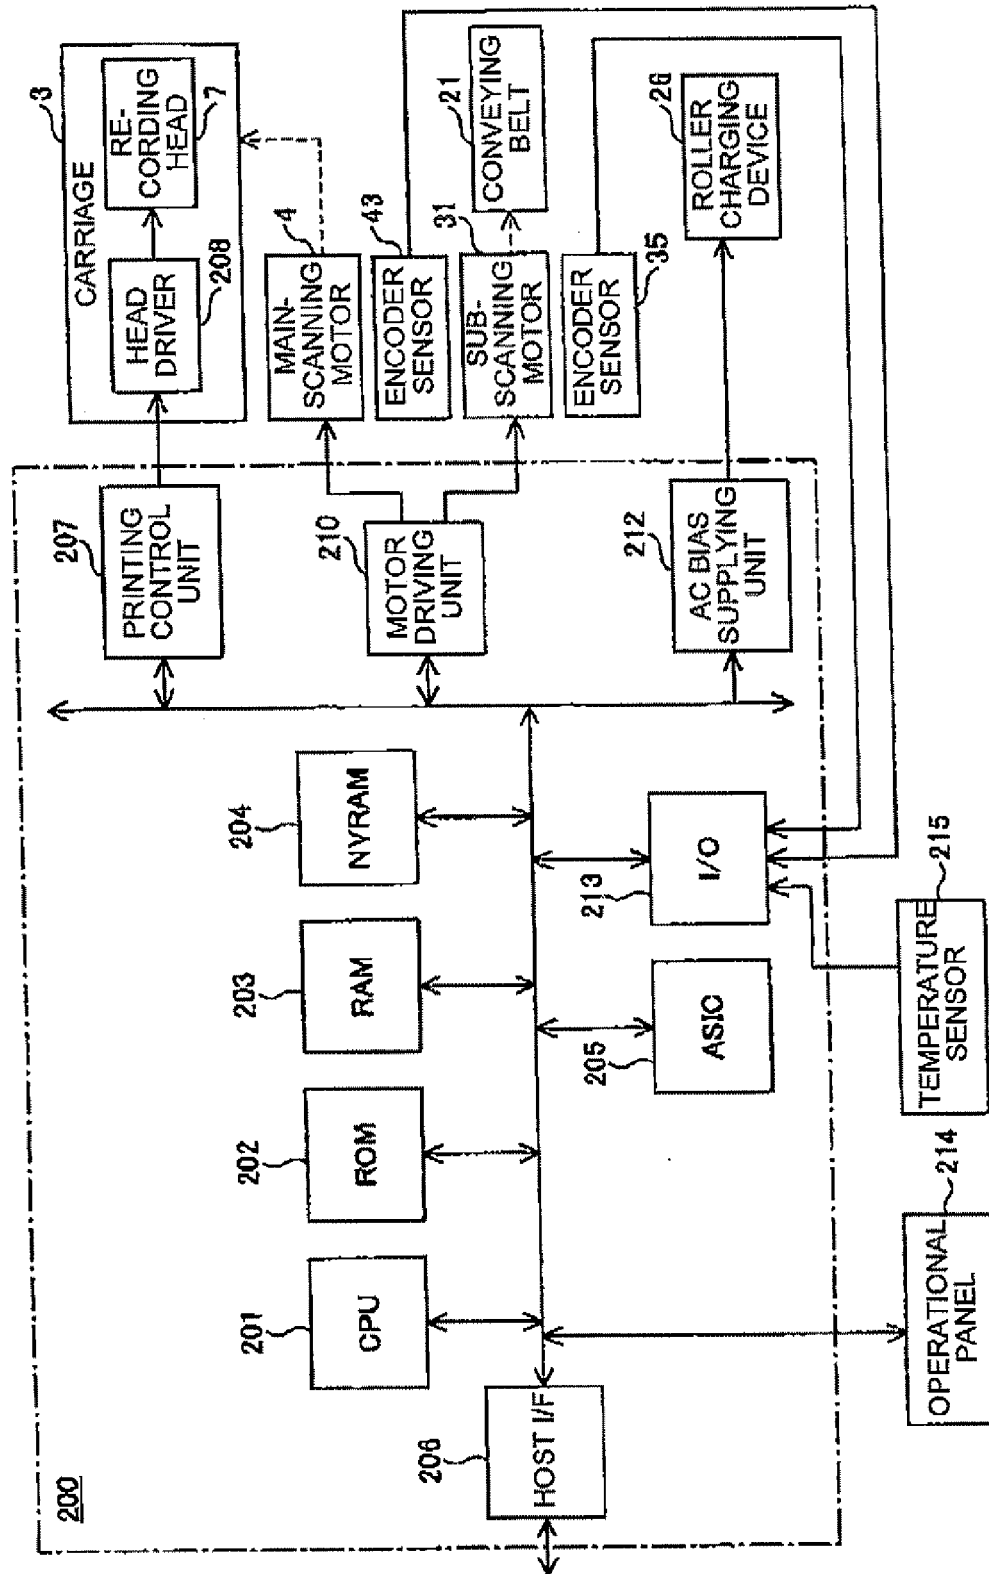 200
201
CPU
202
ROM
203
RAM
204
NVRAM
206
HOST I/F
205
ASIC
213
I/O
207
PRINTING
CONTROL
UNIT
210
MOTOR
DRIVING
UNIT
212
AC BIAS
SUPPLYING
UNIT
3
CARRIAGE
HEAD
DRIVER
208
RE-
CORDING
HEAD
7
MAIN-
SCANNING
MOTOR
4
ENCODER
SENSOR
43
SUB-
SCANNING
MOTOR
31
CONVEYING
BELT
21
ENCODER
SENSOR
35
ROLLER
CHARGING
DEVICE
26
OPERATIONAL
PANEL
214
TEMPERATURE
SENSOR
215